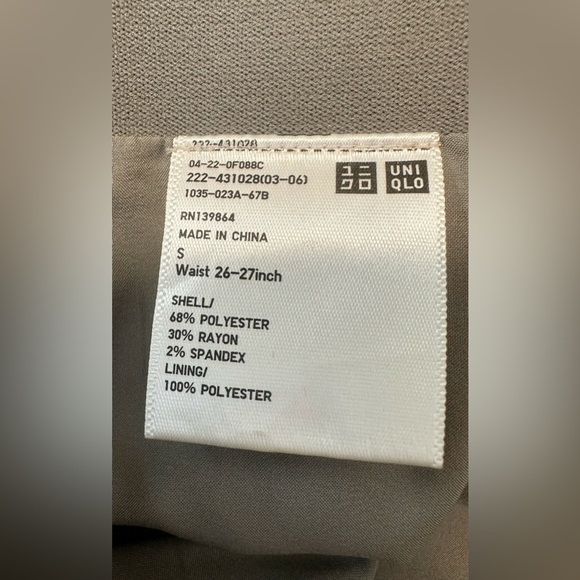 222-431028
04-22-0F088C
222-431028(03-06)
1035-023A-67B
ユニ
クロ
UNI
QLO
RN139864
MADE IN CHINA
S
Waist 26-27inch
SHELL/
68% POLYESTER
30% RAYON
2% SPANDEX
LINING/
100% POLYESTER